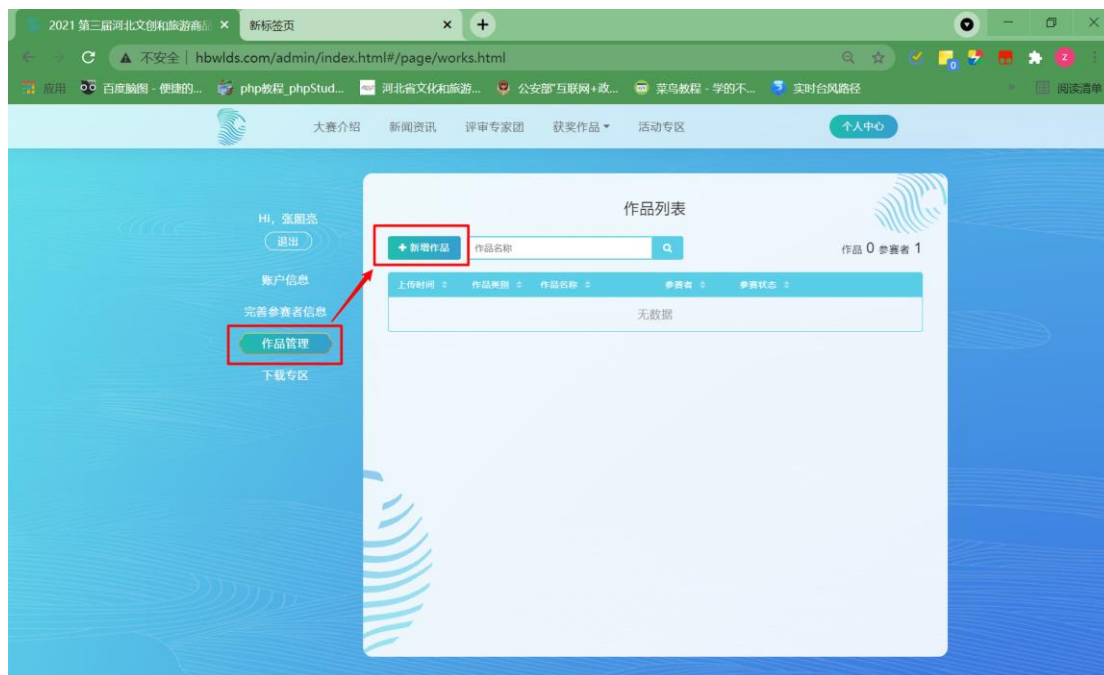 2021 第三届河北文创和旅游商品
新标签页
不安全 | hbwlds.com/admin/index.html#/page/works.html
应用 百度脑图 - 便捷的... php教程_phpStud... 河北省文化和旅游... 公安部"互联网+政... 菜鸟教程 - 学的不... 实时台风路径 » 阅读清单
大赛介绍 新闻资讯 评审专家团 获奖作品 活动专区 个人中心
作品列表
Hi,
退出
+ 新增作品 作品名称
作品 0 参赛者 1
账户信息
上传时间 作品类别 作品名称 参赛者 参赛状态
完善参赛者信息
无数据
作品管理
下载专区